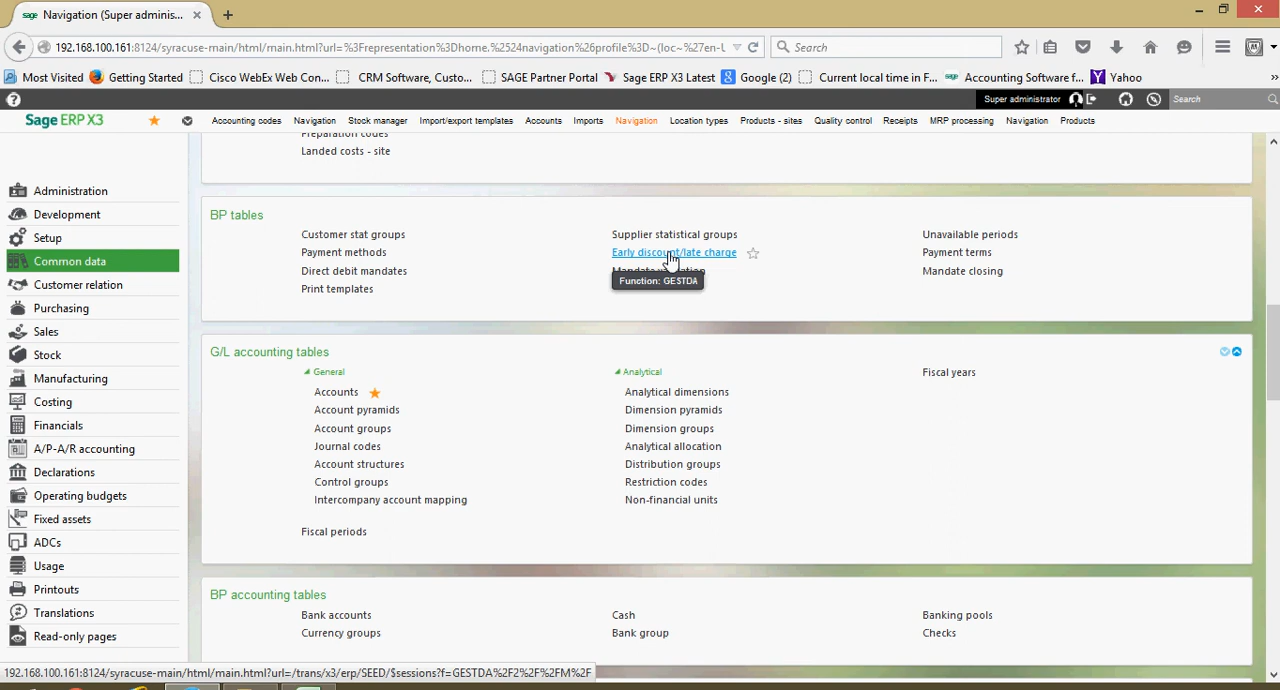 Navigation (Super adminis...
192.168.100.161:8124/syracuse-main/html/main.html?url=%3Frepresentation%3Dhome.%2524navigation%26profile%3D~(loc~%27en-U
Search
Most Visited
Getting Started
Cisco WebEx Web Con...
CRM Software, Custo...
SAGE Partner Portal
Sage ERP X3 Latest
Google (2)
Current local time in F...
Accounting Software f...
Yahoo
Super administrator
Search
Sage ERP X3
Accounting codes
Navigation
Stock manager
Import/export templates
Accounts
Imports
Navigation
Location types
Products - sites
Quality control
Receipts
MRP processing
Navigation
Products
Administration
Development
Setup
Common data
Customer relation
Purchasing
Sales
Stock
Manufacturing
Costing
Financials
A/P-A/R accounting
Declarations
Operating budgets
Fixed assets
ADCs
Usage
Printouts
Translations
Read-only pages
Preparation codes
Landed costs - site
BP tables
Customer stat groups
Supplier statistical groups
Unavailable periods
Payment methods
Early discount/late charge
Payment terms
Direct debit mandates
Mandate closing
Print templates
Function: GESTDA
G/L accounting tables
General
Accounts
Account pyramids
Account groups
Journal codes
Account structures
Control groups
Intercompany account mapping
Analytical
Analytical dimensions
Dimension pyramids
Dimension groups
Analytical allocation
Distribution groups
Restriction codes
Non-financial units
Fiscal years
Fiscal periods
BP accounting tables
Bank accounts
Cash
Banking pools
Currency groups
Bank group
Checks
192.168.100.161:8124/syracuse-main/html/main.html?url=/trans/x3/erp/SEED/$sessions?f=GESTDA%2F2%2F%2FM%2F